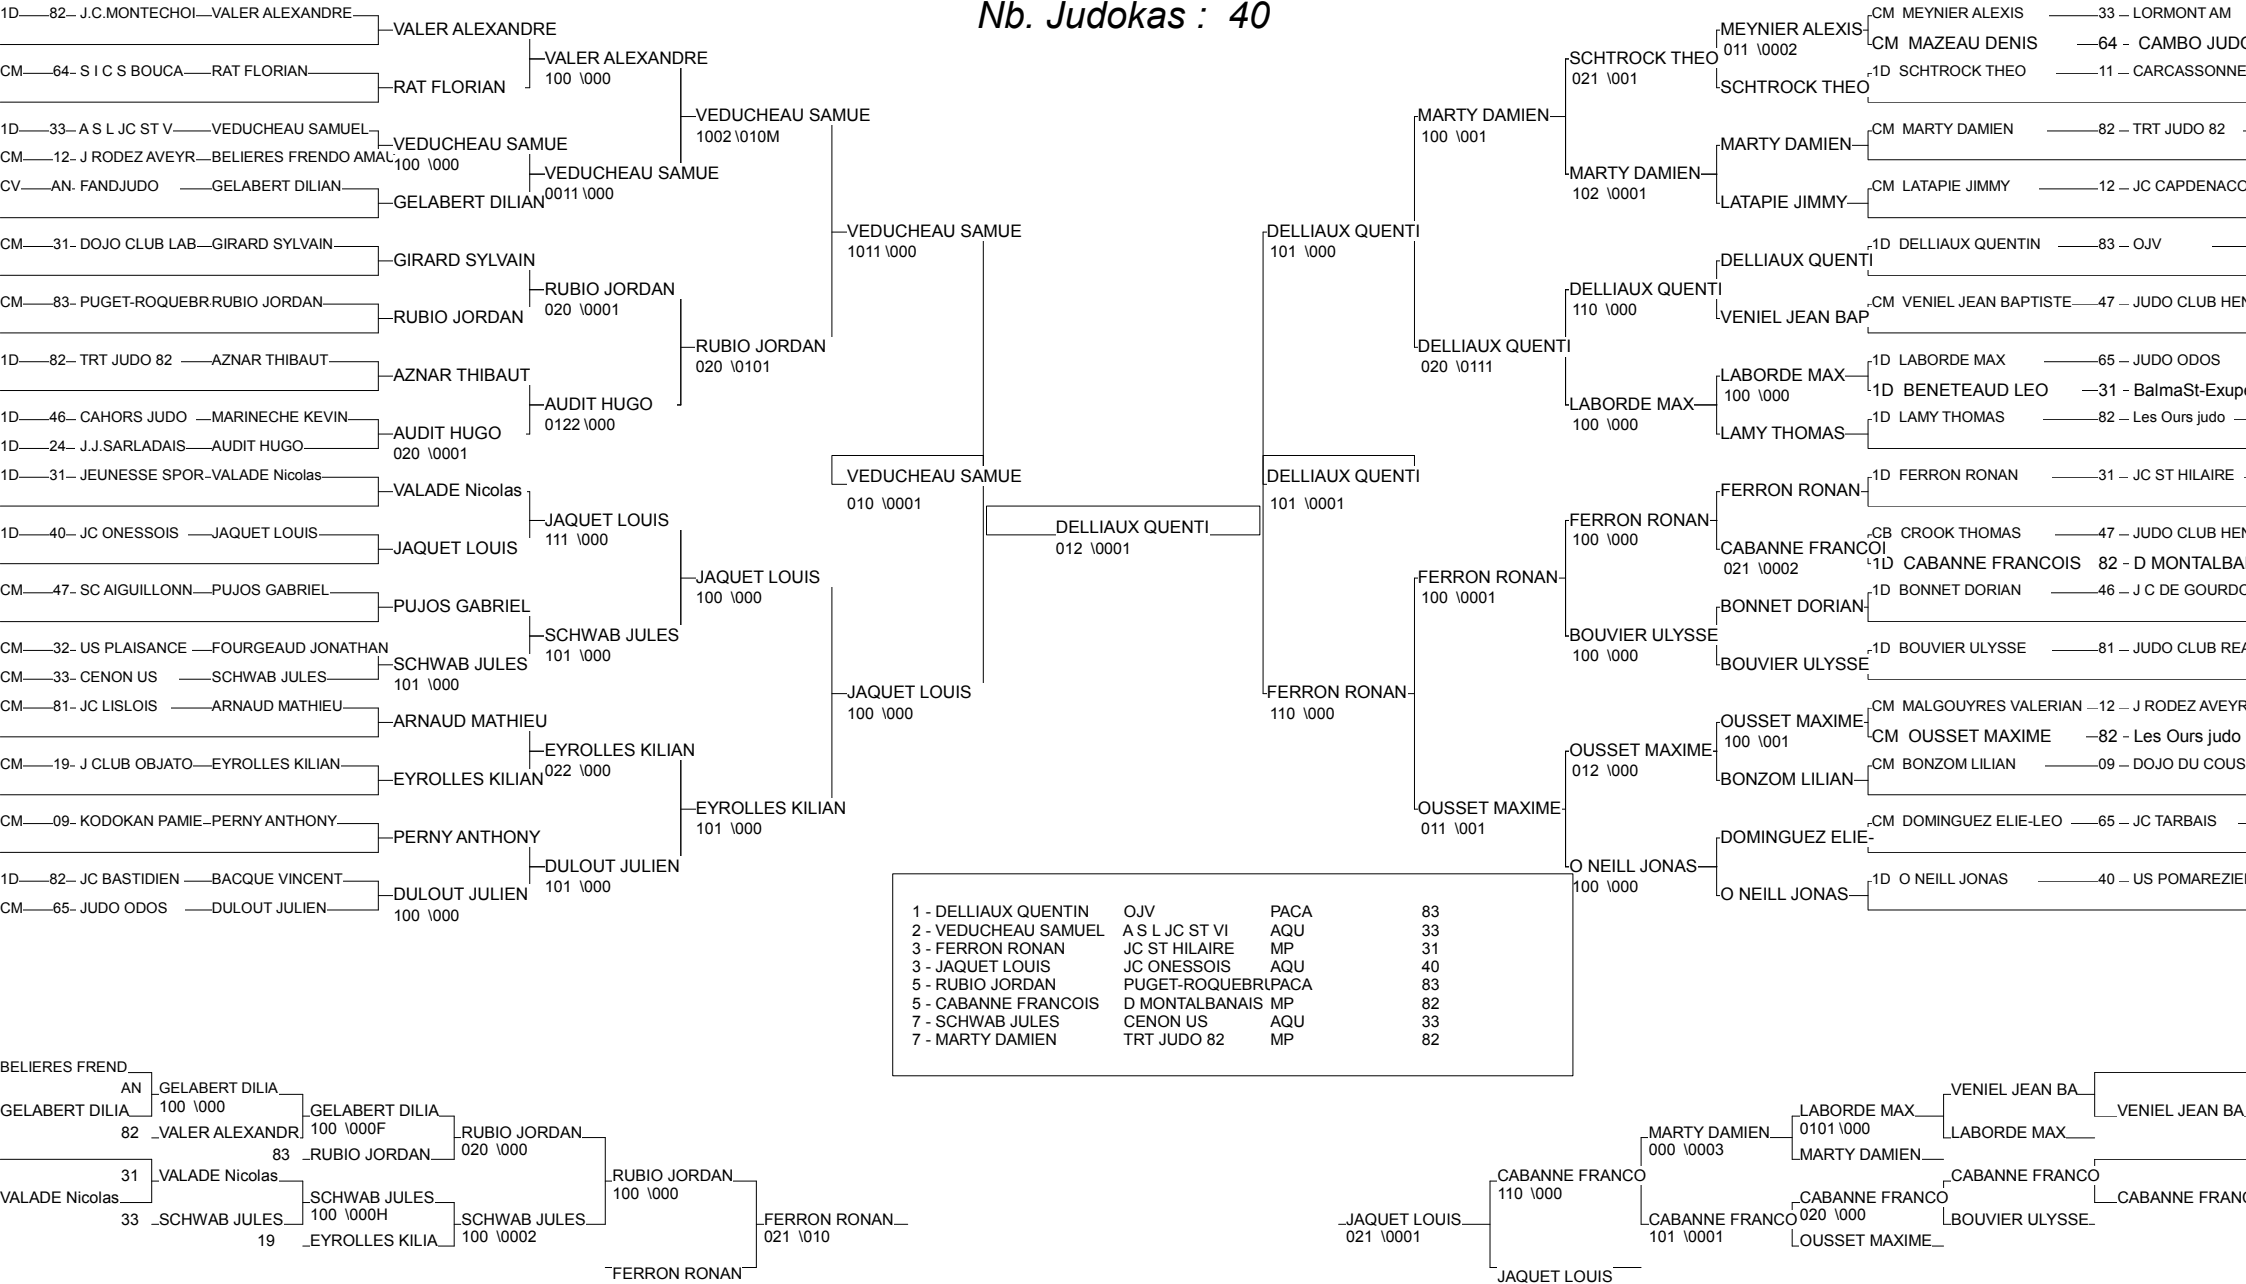 Nb. Judokas : 40
1D 82 J.C.MONTECHOI VALER ALEXANDRE
CM 64 S I C S BOUCA RAT FLORIAN
1D 33 A S L JC ST V VEDUCHEAU SAMUEL
CM 12 J RODEZ AVEYR BELIERES FRENDO AMAU
CV AN FANDJUDO GELABERT DILIAN
CM 31 DOJO CLUB LAB GIRARD SYLVAIN
CM 83 PUGET-ROQUEBR RUBIO JORDAN
1D 82 TRT JUDO 82 AZNAR THIBAUT
1D 46 CAHORS JUDO MARINECHE KEVIN
1D 24 J.J.SARLADAIS AUDIT HUGO
1D 31 JEUNESSE SPOR VALADE Nicolas
1D 40 JC ONESSOIS JAQUET LOUIS
CM 47 SC AIGUILLONN PUJOS GABRIEL
CM 32 US PLAISANCE FOURGEAUD JONATHAN
CM 33 CENON US SCHWAB JULES
CM 81 JC LISLOIS ARNAUD MATHIEU
CM 19 J CLUB OBJATO EYROLLES KILIAN
CM 09 KODOKAN PAMIE PERNY ANTHONY
1D 82 JC BASTIDIEN BACQUE VINCENT
CM 65 JUDO ODOS DULOUT JULIEN
VALER ALEXANDRE
RAT FLORIAN
VEDUCHEAU SAMUE
100 \000
GELABERT DILIAN
GIRARD SYLVAIN
RUBIO JORDAN
AZNAR THIBAUT
AUDIT HUGO
020 \0001
VALADE Nicolas
JAQUET LOUIS
PUJOS GABRIEL
SCHWAB JULES
101 \000
ARNAUD MATHIEU
EYROLLES KILIAN
PERNY ANTHONY
DULOUT JULIEN
100 \000
VALER ALEXANDRE
100 \000
VEDUCHEAU SAMUE
0011 \000
RUBIO JORDAN
020 \0001
AUDIT HUGO
0122 \000
JAQUET LOUIS
111 \000
SCHWAB JULES
101 \000
EYROLLES KILIAN
022 \000
DULOUT JULIEN
101 \000
VEDUCHEAU SAMUE
1002 \010M
RUBIO JORDAN
020 \0101
JAQUET LOUIS
100 \000
EYROLLES KILIAN
101 \000
VEDUCHEAU SAMUE
1011 \000
VEDUCHEAU SAMUE
010 \0001
JAQUET LOUIS
100 \000
DELLIAUX QUENTI
012 \0001
DELLIAUX QUENTI
101 \000
DELLIAUX QUENTI
101 \0001
FERRON RONAN
110 \000
MARTY DAMIEN
100 \001
DELLIAUX QUENTI
020 \0111
FERRON RONAN
100 \0001
OUSSET MAXIME
011 \001
SCHTROCK THEO
021 \001
MARTY DAMIEN
102 \0001
DELLIAUX QUENTI
110 \000
LABORDE MAX
100 \000
FERRON RONAN
100 \000
BOUVIER ULYSSE
100 \000
OUSSET MAXIME
012 \000
O NEILL JONAS
100 \000
MEYNIER ALEXIS
011 \0002
SCHTROCK THEO
MARTY DAMIEN
LATAPIE JIMMY
DELLIAUX QUENTI
VENIEL JEAN BAP
LABORDE MAX
100 \000
LAMY THOMAS
FERRON RONAN
CABANNE FRANCOI
021 \0002
BONNET DORIAN
BOUVIER ULYSSE
OUSSET MAXIME
100 \001
BONZOM LILIAN
DOMINGUEZ ELIE-
O NEILL JONAS
CM MEYNIER ALEXIS 33 LORMONT AM
CM MAZEAU DENIS 64 - CAMBO JUDO
1D SCHTROCK THEO 11 CARCASSONNE
CM MARTY DAMIEN 82 TRT JUDO 82
CM LATAPIE JIMMY 12 JC CAPDENACO
1D DELLIAUX QUENTIN 83 OJV
CM VENIEL JEAN BAPTISTE 47 JUDO CLUB HEN
1D LABORDE MAX 65 JUDO ODOS
1D BENETEAUD LEO 31 - BalmaSt-Exupe
1D LAMY THOMAS 82 Les Ours judo
1D FERRON RONAN 31 JC ST HILAIRE
CB CROOK THOMAS 47 JUDO CLUB HEN
1D CABANNE FRANCOIS 82 - D MONTALBA
1D BONNET DORIAN 46 J C DE GOURDO
1D BOUVIER ULYSSE 81 JUDO CLUB REA
CM MALGOUYRES VALERIAN 12 J RODEZ AVEYR
CM OUSSET MAXIME 82 - Les Ours judo
CM BONZOM LILIAN 09 DOJO DU COUS
CM DOMINGUEZ ELIE-LEO 65 JC TARBAIS
1D O NEILL JONAS 40 US POMAREZIE
1 - DELLIAUX QUENTIN OJV PACA 83
2 - VEDUCHEAU SAMUEL A S L JC ST VI AQU 33
3 - FERRON RONAN JC ST HILAIRE MP 31
3 - JAQUET LOUIS JC ONESSOIS AQU 40
5 - RUBIO JORDAN PUGET-ROQUEBRU PACA 83
5 - CABANNE FRANCOIS D MONTALBANAIS MP 82
7 - SCHWAB JULES CENON US AQU 33
7 - MARTY DAMIEN TRT JUDO 82 MP 82
BELIERES FREND
AN
GELABERT DILIA
82
31
VALADE Nicolas
33
GELABERT DILIA
100 \000
VALER ALEXANDR
83
VALADE Nicolas
SCHWAB JULES
19
GELABERT DILIA
100 \000F
RUBIO JORDAN
SCHWAB JULES
100 \000H
EYROLLES KILIA
RUBIO JORDAN
020 \000
SCHWAB JULES
100 \0002
RUBIO JORDAN
100 \000
FERRON RONAN
FERRON RONAN
021 \010
JAQUET LOUIS
021 \0001
CABANNE FRANCO
110 \000
JAQUET LOUIS
MARTY DAMIEN
000 \0003
CABANNE FRANCO
101 \0001
LABORDE MAX
0101 \000
MARTY DAMIEN
CABANNE FRANCO
020 \000
OUSSET MAXIME
VENIEL JEAN BA
LABORDE MAX
CABANNE FRANCO
BOUVIER ULYSSE
VENIEL JEAN BA
CABANNE FRAN